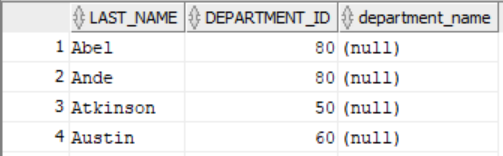 LAST_NAME DEPARTMENT_ID department_name
1 Abel 80 (null)
2 Ande 80 (null)
3 Atkinson 50 (null)
4 Austin 60 (null)